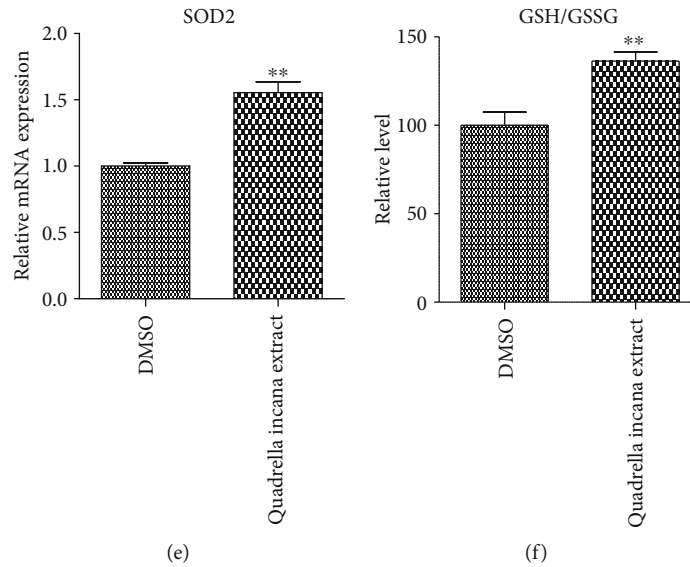 SOD2
Relative mRNA expression
2.0
1.5
1.0
0.5
0.0
**
DMSO
Quadrella incana extract
(e)
GSH/GSSG
Relative level
150
100
50
0
**
DMSO
Quadrella incana extract
(f)